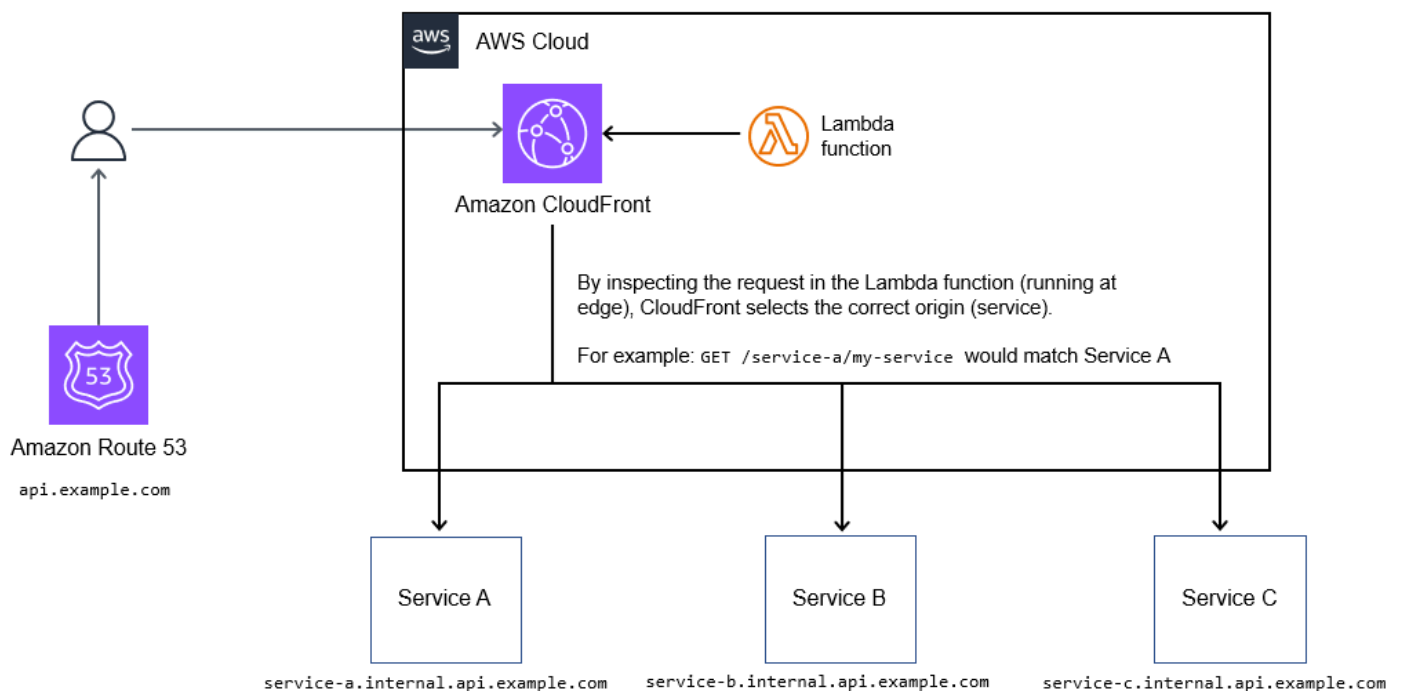 aws
AWS Cloud
Lambda
function
Amazon CloudFront
By inspecting the request in the Lambda function (running at
edge), CloudFront selects the correct origin (service).
For example: GET /service-a/my-service would match Service A
53
Amazon Route 53
api.example.com
Service A
Service B
Service C
service-a.internal.api.example.com
service-b.internal.api.example.com
service-c.internal.api.example.com